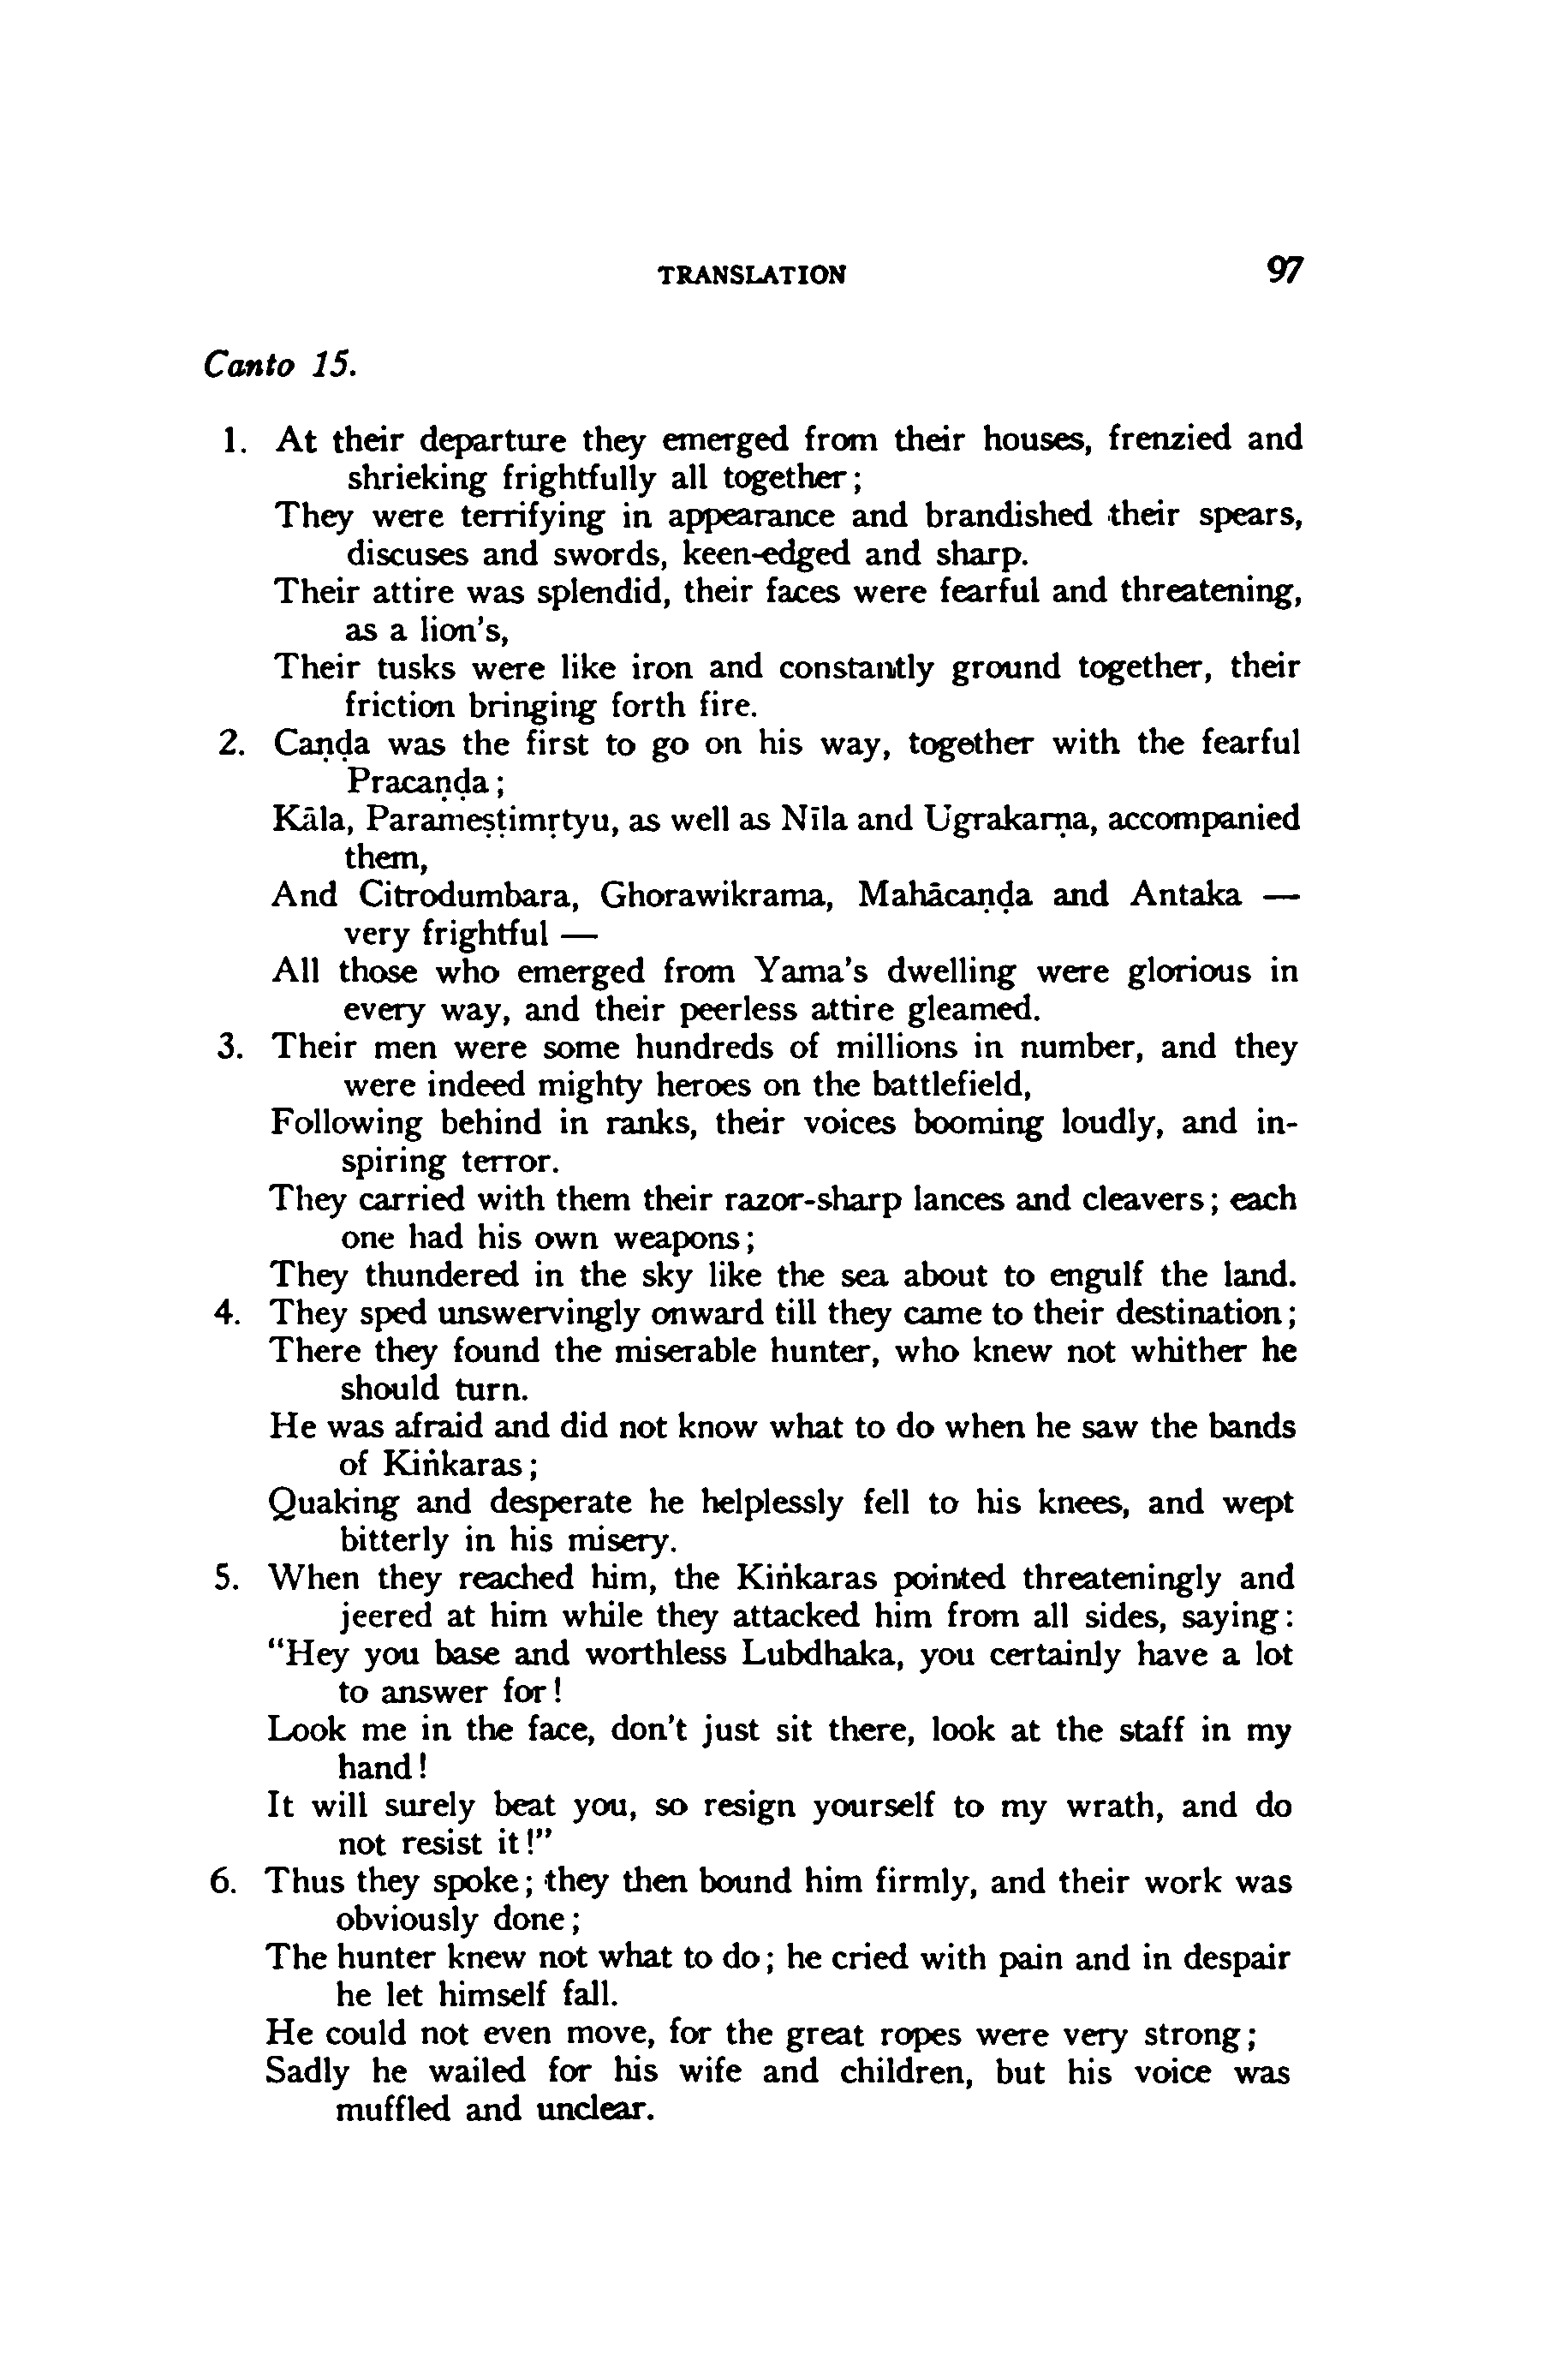 TRANSLATION 97
Canto 15.
1. At their departure they emerged from their houses, frenzied and
shrieking frightfully all together;
They were terrifying in appearance and brandished their spears,
discuses and swords, keen-edged and sharp.
Their attire was splendid, their faces were fearful and threatening,
as a lion's,
Their tusks were like iron and constantly ground together, their
friction bringing forth fire.
2. Caṇḍa was the first to go on his way, together with the fearful
Pracaṇḍa;
Kāla, Parameṣṭimṛtyu, as well as Nīla and Ugrakarṇa, accompanied
them,
And Citrodumbara, Ghorawikrama, Mahācaṇḍa and Antaka —
very frightful —
All those who emerged from Yama's dwelling were glorious in
every way, and their peerless attire gleamed.
3. Their men were some hundreds of millions in number, and they
were indeed mighty heroes on the battlefield,
Following behind in ranks, their voices booming loudly, and in-
spiring terror.
They carried with them their razor-sharp lances and cleavers; each
one had his own weapons;
They thundered in the sky like the sea about to engulf the land.
4. They sped unswervingly onward till they came to their destination;
There they found the miserable hunter, who knew not whither he
should turn.
He was afraid and did not know what to do when he saw the bands
of Kiṅkaras;
Quaking and desperate he helplessly fell to his knees, and wept
bitterly in his misery.
5. When they reached him, the Kiṅkaras pointed threateningly and
jeered at him while they attacked him from all sides, saying:
"Hey you base and worthless Lubdhaka, you certainly have a lot
to answer for!
Look me in the face, don't just sit there, look at the staff in my
hand!
It will surely beat you, so resign yourself to my wrath, and do
not resist it!"
6. Thus they spoke; they then bound him firmly, and their work was
obviously done;
The hunter knew not what to do; he cried with pain and in despair
he let himself fall.
He could not even move, for the great ropes were very strong;
Sadly he wailed for his wife and children, but his voice was
muffled and unclear.